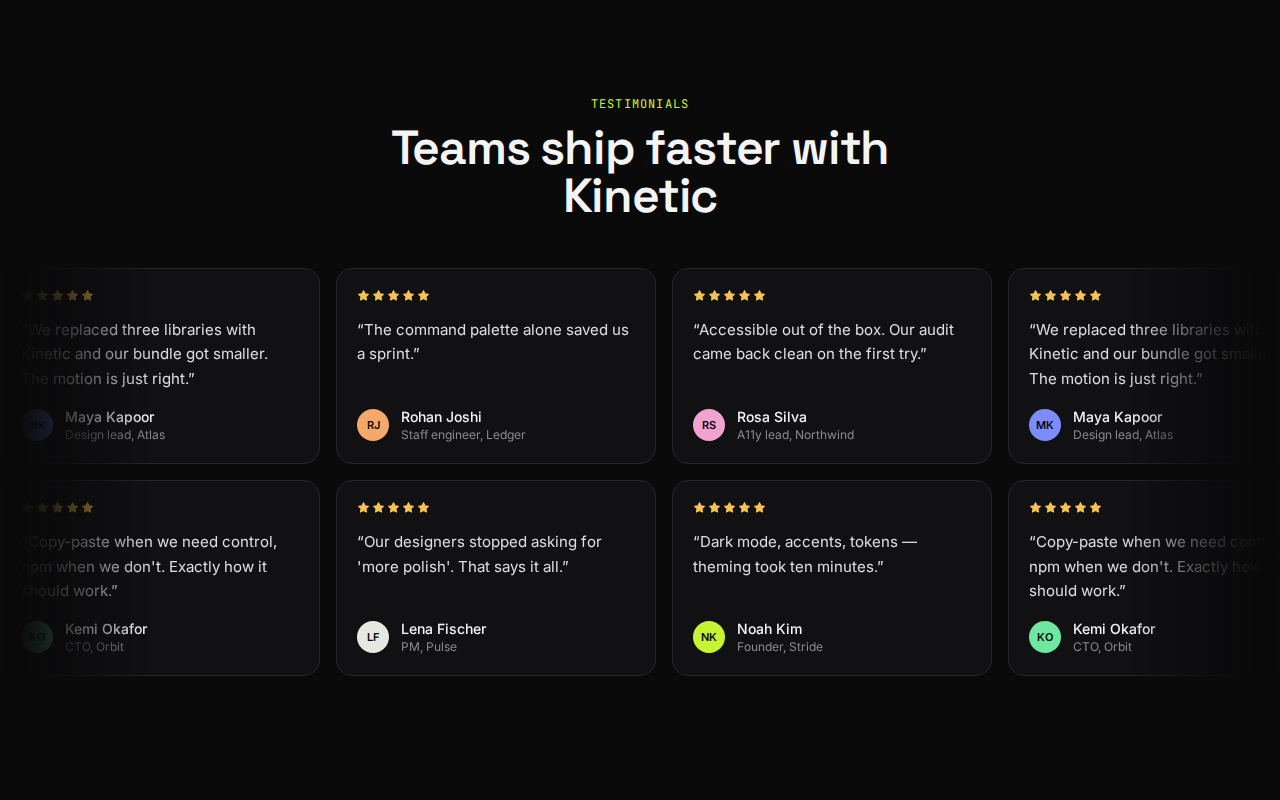 TESTIMONIALS
Teams ship faster with
Kinetic
“We replaced three libraries with
Kinetic and our bundle got smaller.
The motion is just right.”
MK
Maya Kapoor
Design lead, Atlas
“The command palette alone saved us
a sprint.”
RJ
Rohan Joshi
Staff engineer, Ledger
“Accessible out of the box. Our audit
came back clean on the first try.”
RS
Rosa Silva
A11y lead, Northwind
“We replaced three libraries with
Kinetic and our bundle got smaller
The motion is just right.”
MK
Maya Kapoor
Design lead, Atlas
“Copy-paste when we need control,
npm when we don't. Exactly how it
should work.”
KO
Kemi Okafor
CTO, Orbit
“Our designers stopped asking for
'more polish'. That says it all.”
LF
Lena Fischer
PM, Pulse
“Dark mode, accents, tokens —
theming took ten minutes.”
NK
Noah Kim
Founder, Stride
“Copy-paste when we need
npm when we don't. Exactly how
should work.”
KO
Kemi Okafor
CTO, Orbit